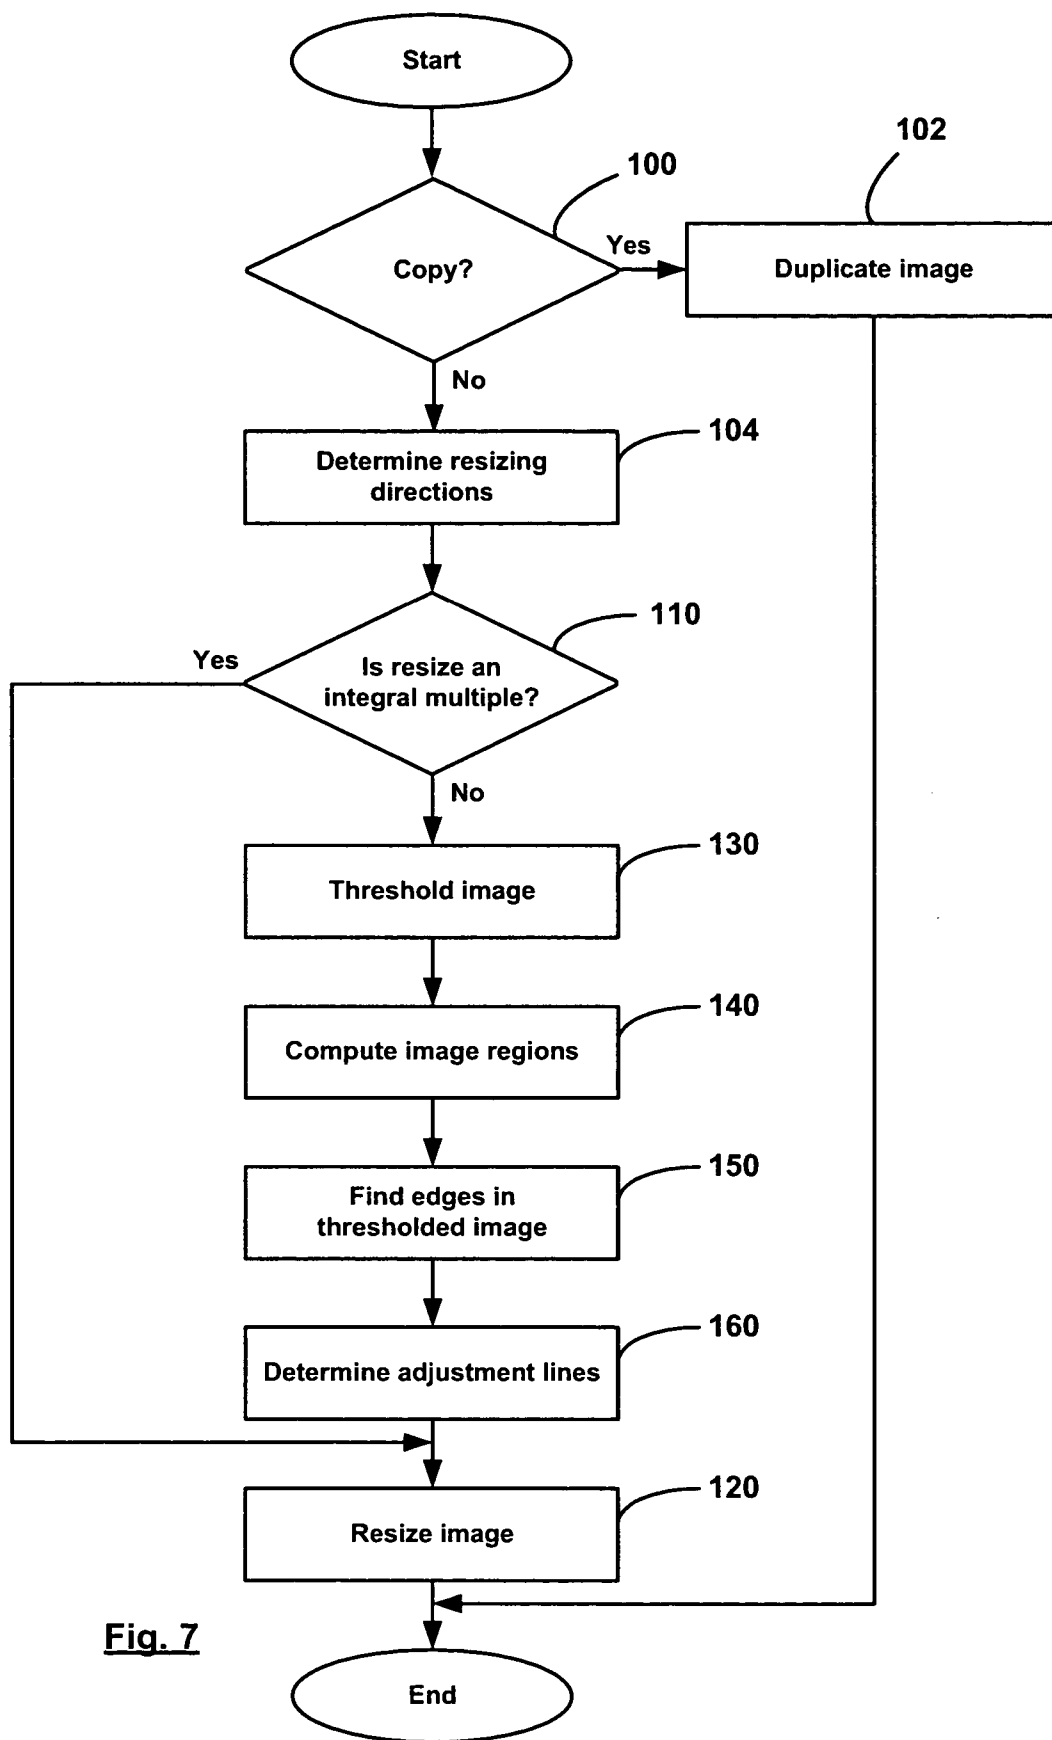 Start
102
100
Yes
Copy?
Duplicate image
No
104
Determine resizing
directions
110
Yes
Is resize an
integral multiple?
No
130
Threshold image
140
Compute image regions
150
Find edges in
thresholded image
160
Determine adjustment lines
120
Resize image
Fig. 7
End